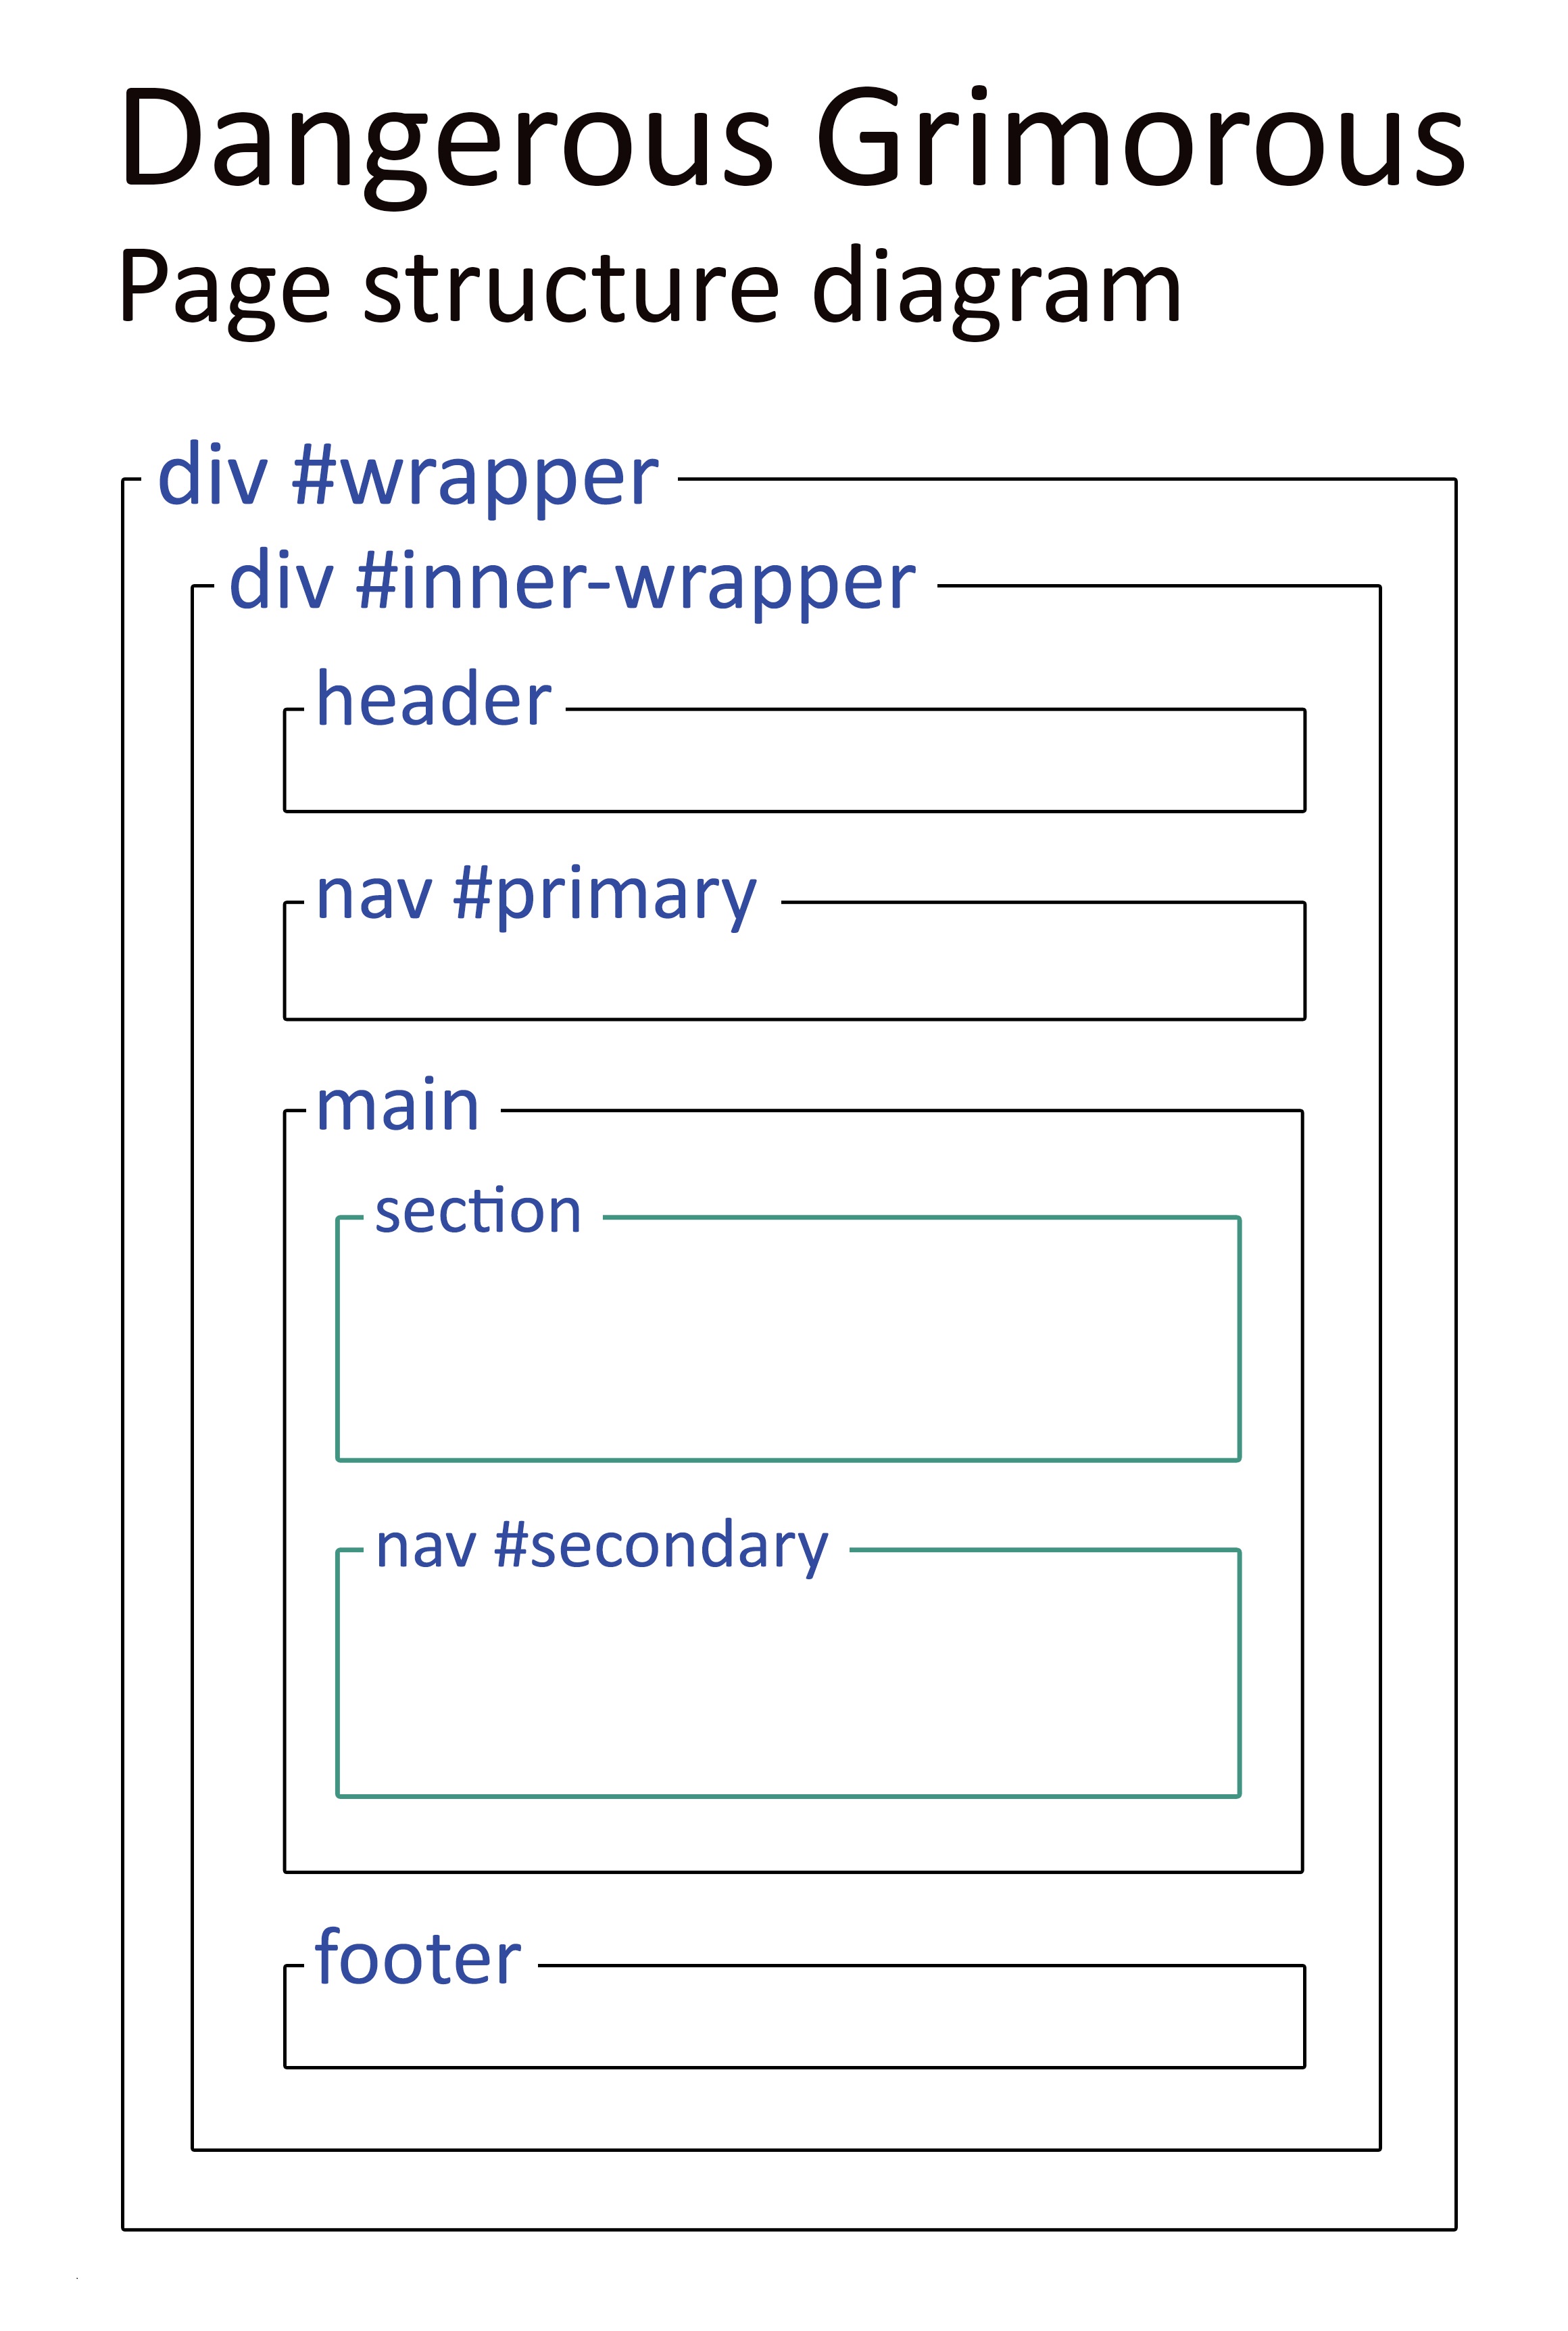 Dangerous Grimorous
Page structure diagram
div #wrapper
div #inner-wrapper
header
nav #primary
main
section
nav #secondary
footer